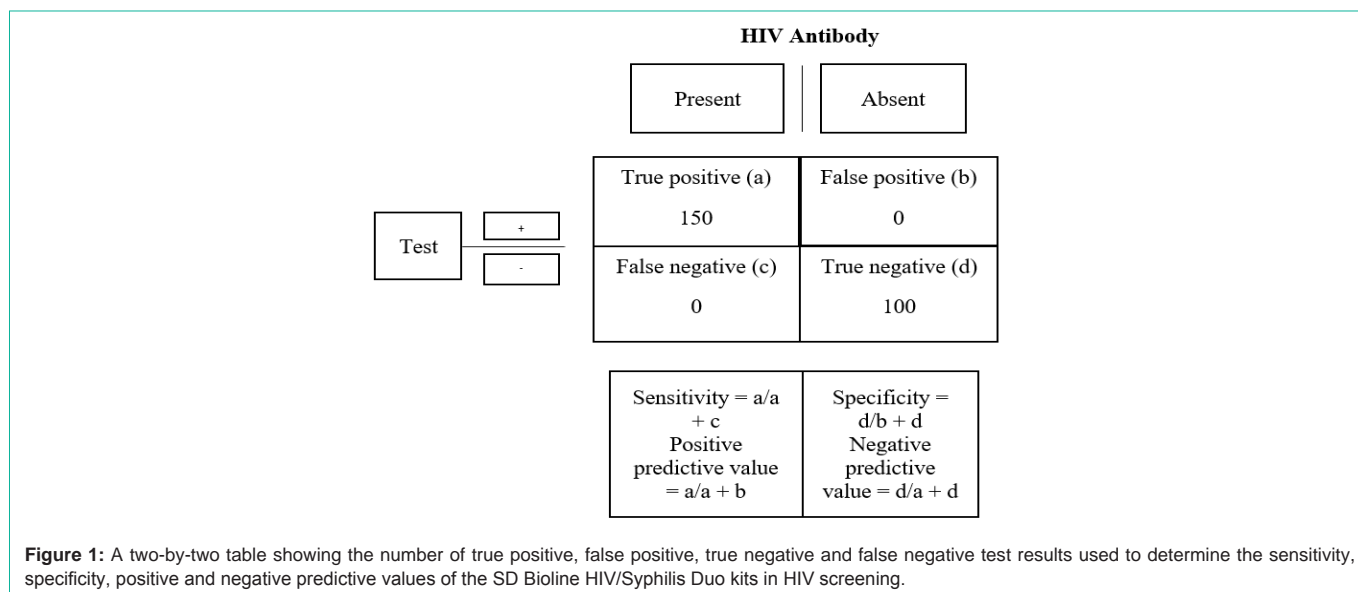 HIV Antibody
Present
Absent
True positive (a)
150
False positive (b)
0
Test
+
-
False negative (c)
0
True negative (d)
100
Sensitivity = a/a
+ c
Positive
predictive value
= a/a + b
Specificity =
d/b + d
Negative
predictive
value = d/a + d
Figure 1: A two-by-two table showing the number of true positive, false positive, true negative and false negative test results used to determine the sensitivity,
specificity, positive and negative predictive values of the SD Bioline HIV/Syphilis Duo kits in HIV screening.